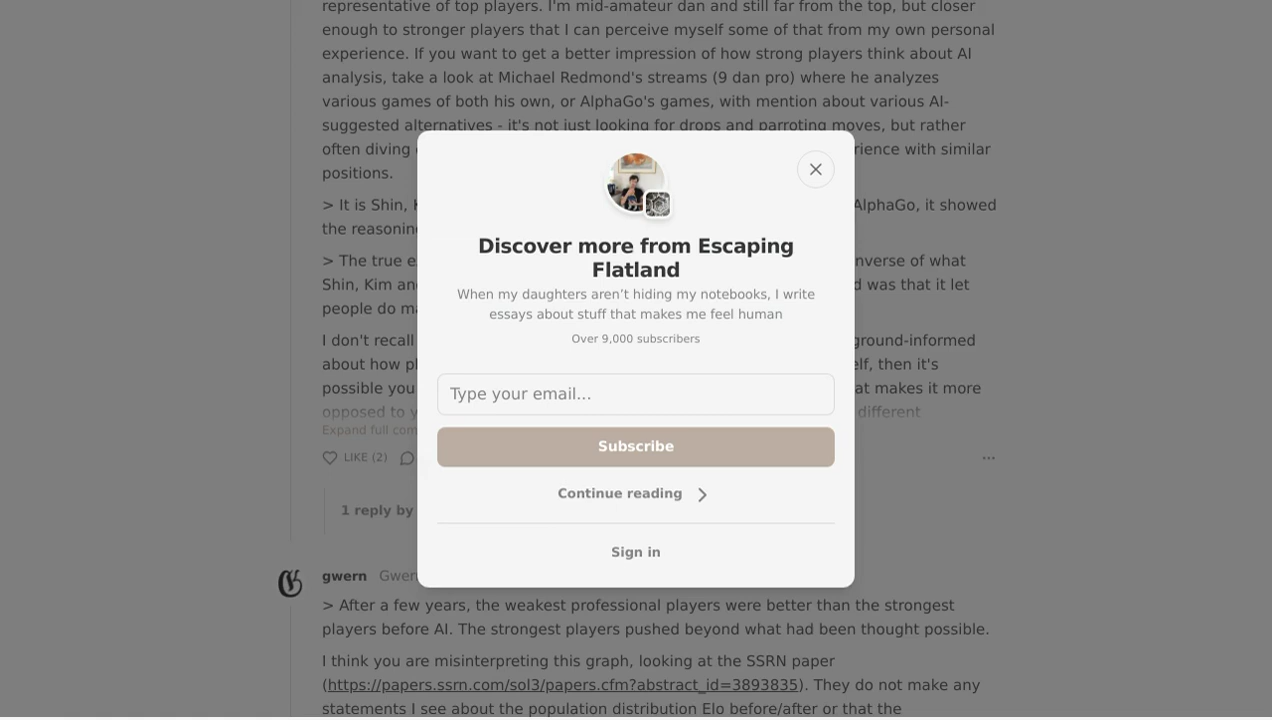 representative of top players. I'm mid-amateur dan and still far from the top, but closer
enough to stronger players that I can perceive myself some of that from my own personal
experience. If you want to get a better impression of how strong players think about AI
analysis, take a look at Michael Redmond's streams (9 dan pro) where he analyzes
various games of both his own, or AlphaGo's games, with mention about various AI-
suggested alternatives - it's not just looking for drops and parroting moves, but rather
often diving
rience with similar
positions.
> It is Shin,
AlphaGo, it showed
the reasonin
> The true e
nverse of what
Shin, Kim and
d was that it let
people do ma
I don't recall
ground-informed
about how pl
elf, then it's
possible you
at makes it more
opposed to y
different
Expand full com
LIKE (2)
1 reply by
Discover more from Escaping
Flatland
When my daughters aren’t hiding my notebooks, I write
essays about stuff that makes me feel human
Over 9,000 subscribers
Type your email...
Subscribe
Continue reading
Sign in
gwern Gwern
> After a few years, the weakest professional players were better than the strongest
players before AI. The strongest players pushed beyond what had been thought possible.
I think you are misinterpreting this graph, looking at the SSRN paper
(https://papers.ssrn.com/sol3/papers.cfm?abstract_id=3893835). They do not make any
statements I see about the population distribution Elo before/after or that the